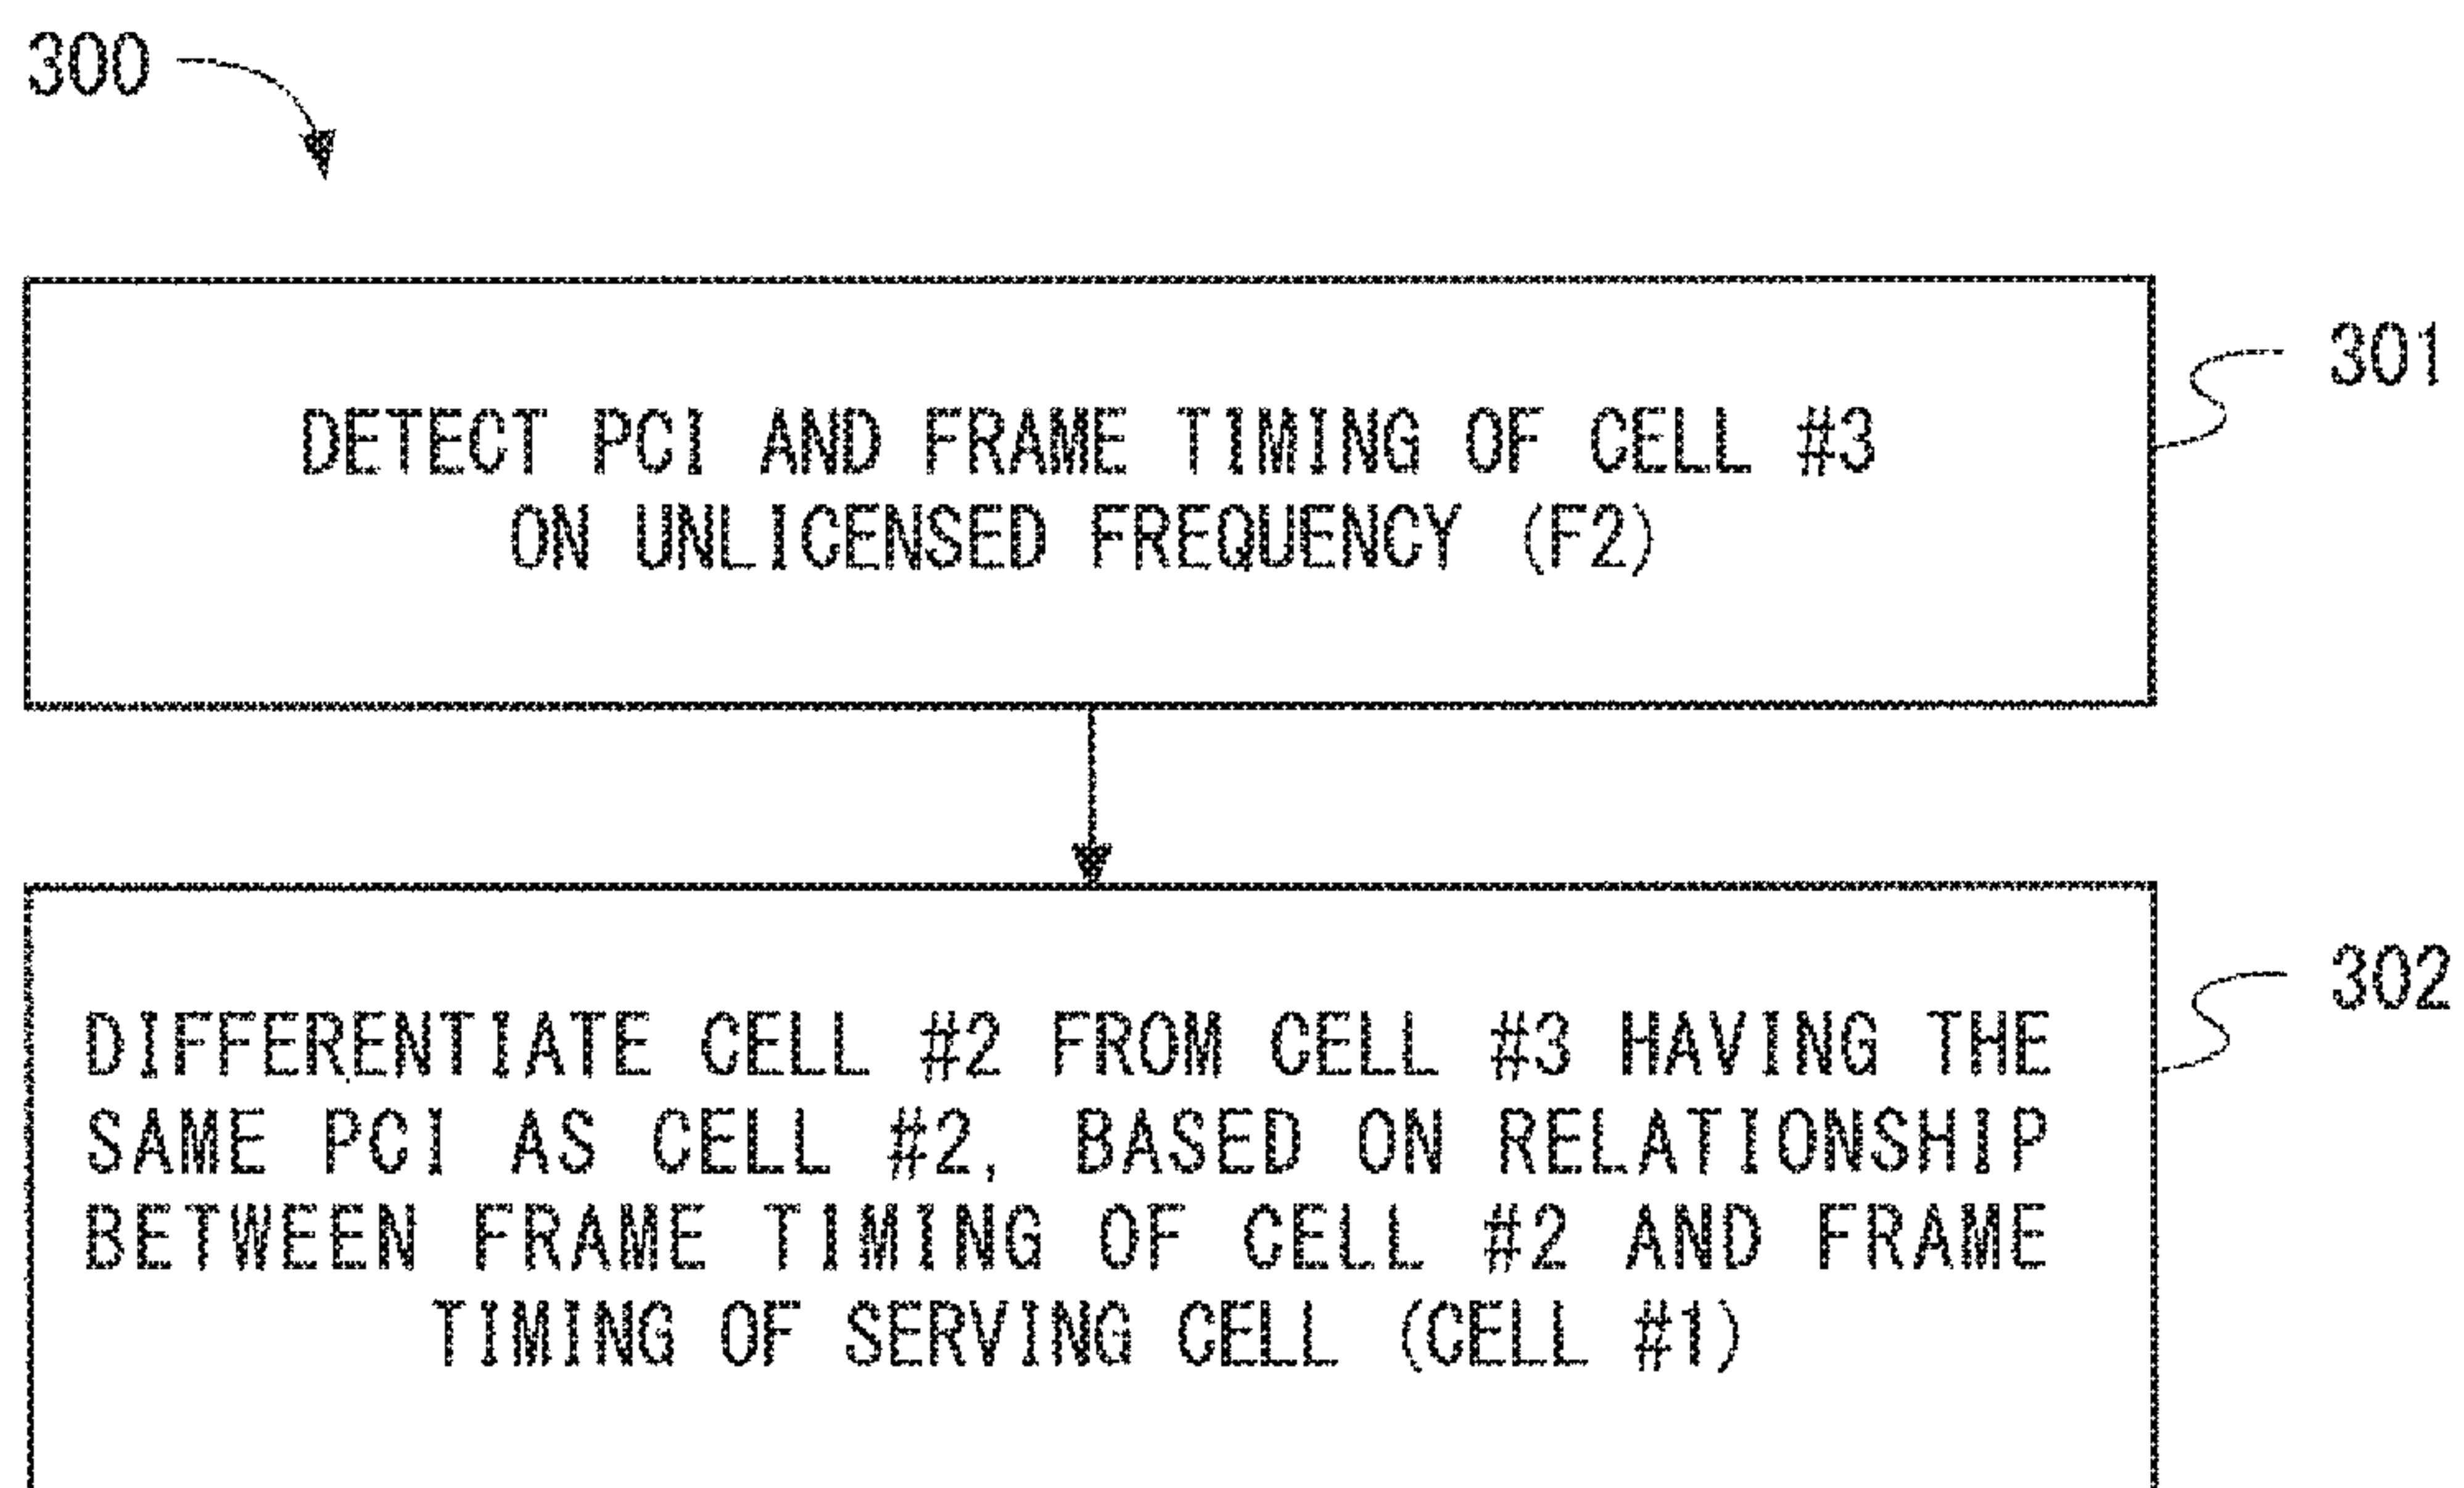 300
301
DETECT PCI AND FRAME TIMING OF CELL #3
ON UNLICENSED FREQUENCY (F2)
302
DIFFERENTIATE CELL #2 FROM CELL #3 HAVING THE
SAME PCI AS CELL #2, BASED ON RELATIONSHIP
BETWEEN FRAME TIMING OF CELL #2 AND FRAME
TIMING OF SERVING CELL (CELL #1)